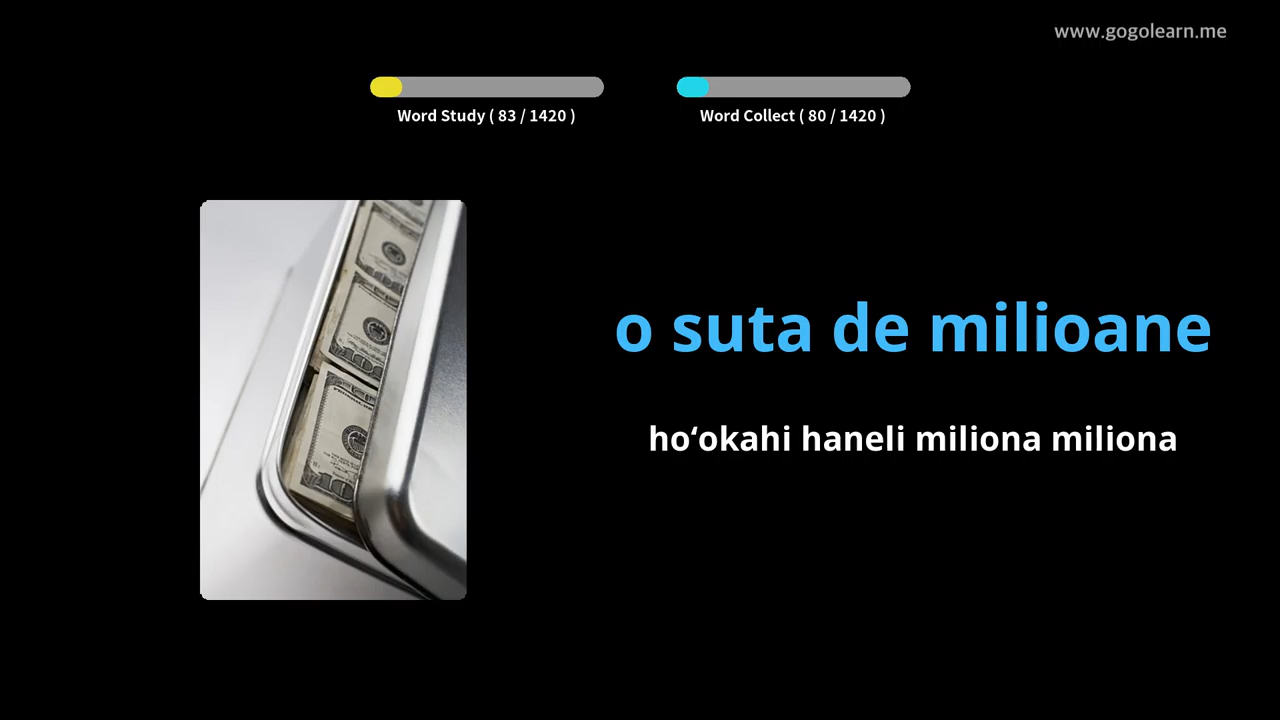 www.gogolearn.me
Word Study ( 83 / 1420 )
Word Collect ( 80 / 1420 )
o suta de milioane
hoʻokahi haneli miliona miliona